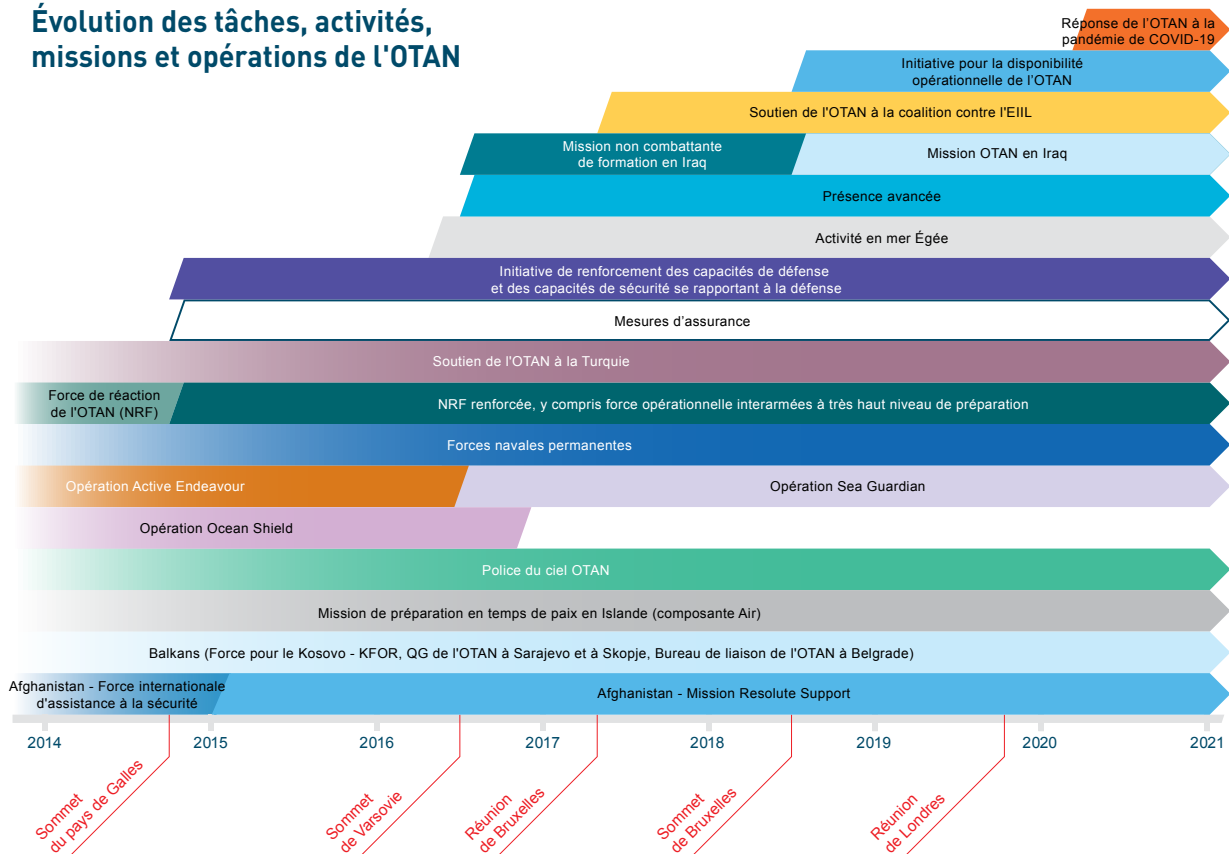 Évolution des tâches, activités,
missions et opérations de l'OTAN
Réponse de l'OTAN à la
pandémie de COVID-19
Initiative pour la disponibilité
opérationnelle de l'OTAN
Soutien de l'OTAN à la coalition contre l'EIIL
Mission non combattante
de formation en Iraq
Mission OTAN en Iraq
Présence avancée
Activité en mer Égée
Initiative de renforcement des capacités de défense
et des capacités de sécurité se rapportant à la défense
Mesures d'assurance
Soutien de l'OTAN à la Turquie
Force de réaction
de l'OTAN (NRF)
NRF renforcée, y compris force opérationnelle interarmées à très haut niveau de préparation
Forces navales permanentes
Opération Active Endeavour
Opération Sea Guardian
Opération Ocean Shield
Police du ciel OTAN
Mission de préparation en temps de paix en Islande (composante Air)
Balkans (Force pour le Kosovo - KFOR, QG de l'OTAN à Sarajevo et à Skopje, Bureau de liaison de l'OTAN à Belgrade)
Afghanistan - Force internationale
d'assistance à la sécurité
Afghanistan - Mission Resolute Support
2014
2015
2016
2017
2018
2019
2020
2021
Sommet
du pays de Galles
Sommet
de Varsovie
Réunion
de Bruxelles
Sommet
de Bruxelles
Réunion
de Londres